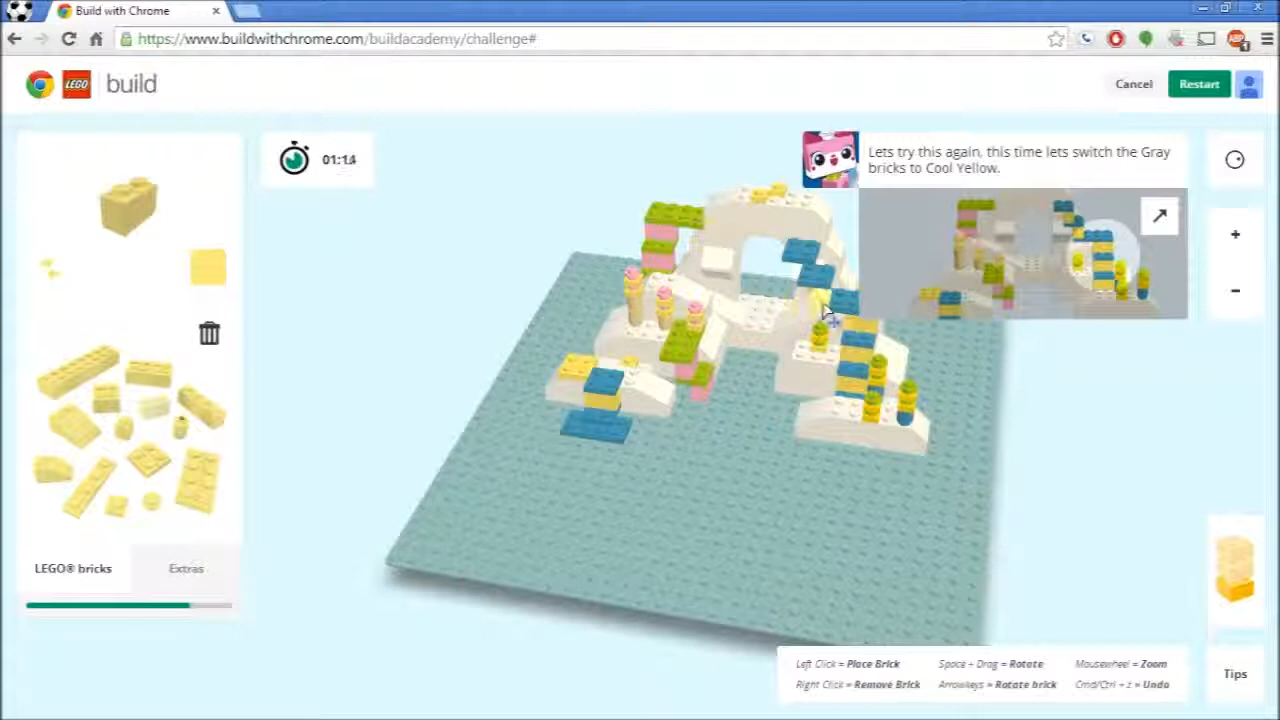 Build with Chrome
https://www.buildwithchrome.com/buildacademy/challenge#
LEGO build
Cancel
Restart
01:14
Lets try this again, this time lets switch the Gray
bricks to Cool Yellow.
LEGO® bricks
Extras
Left Click = Place Brick
Space + Drag = Rotate
Mousewheel = Zoom
Right Click = Remove Brick
Arrowkeys = Rotate brick
Cmd/Ctrl + z = Undo
Tips